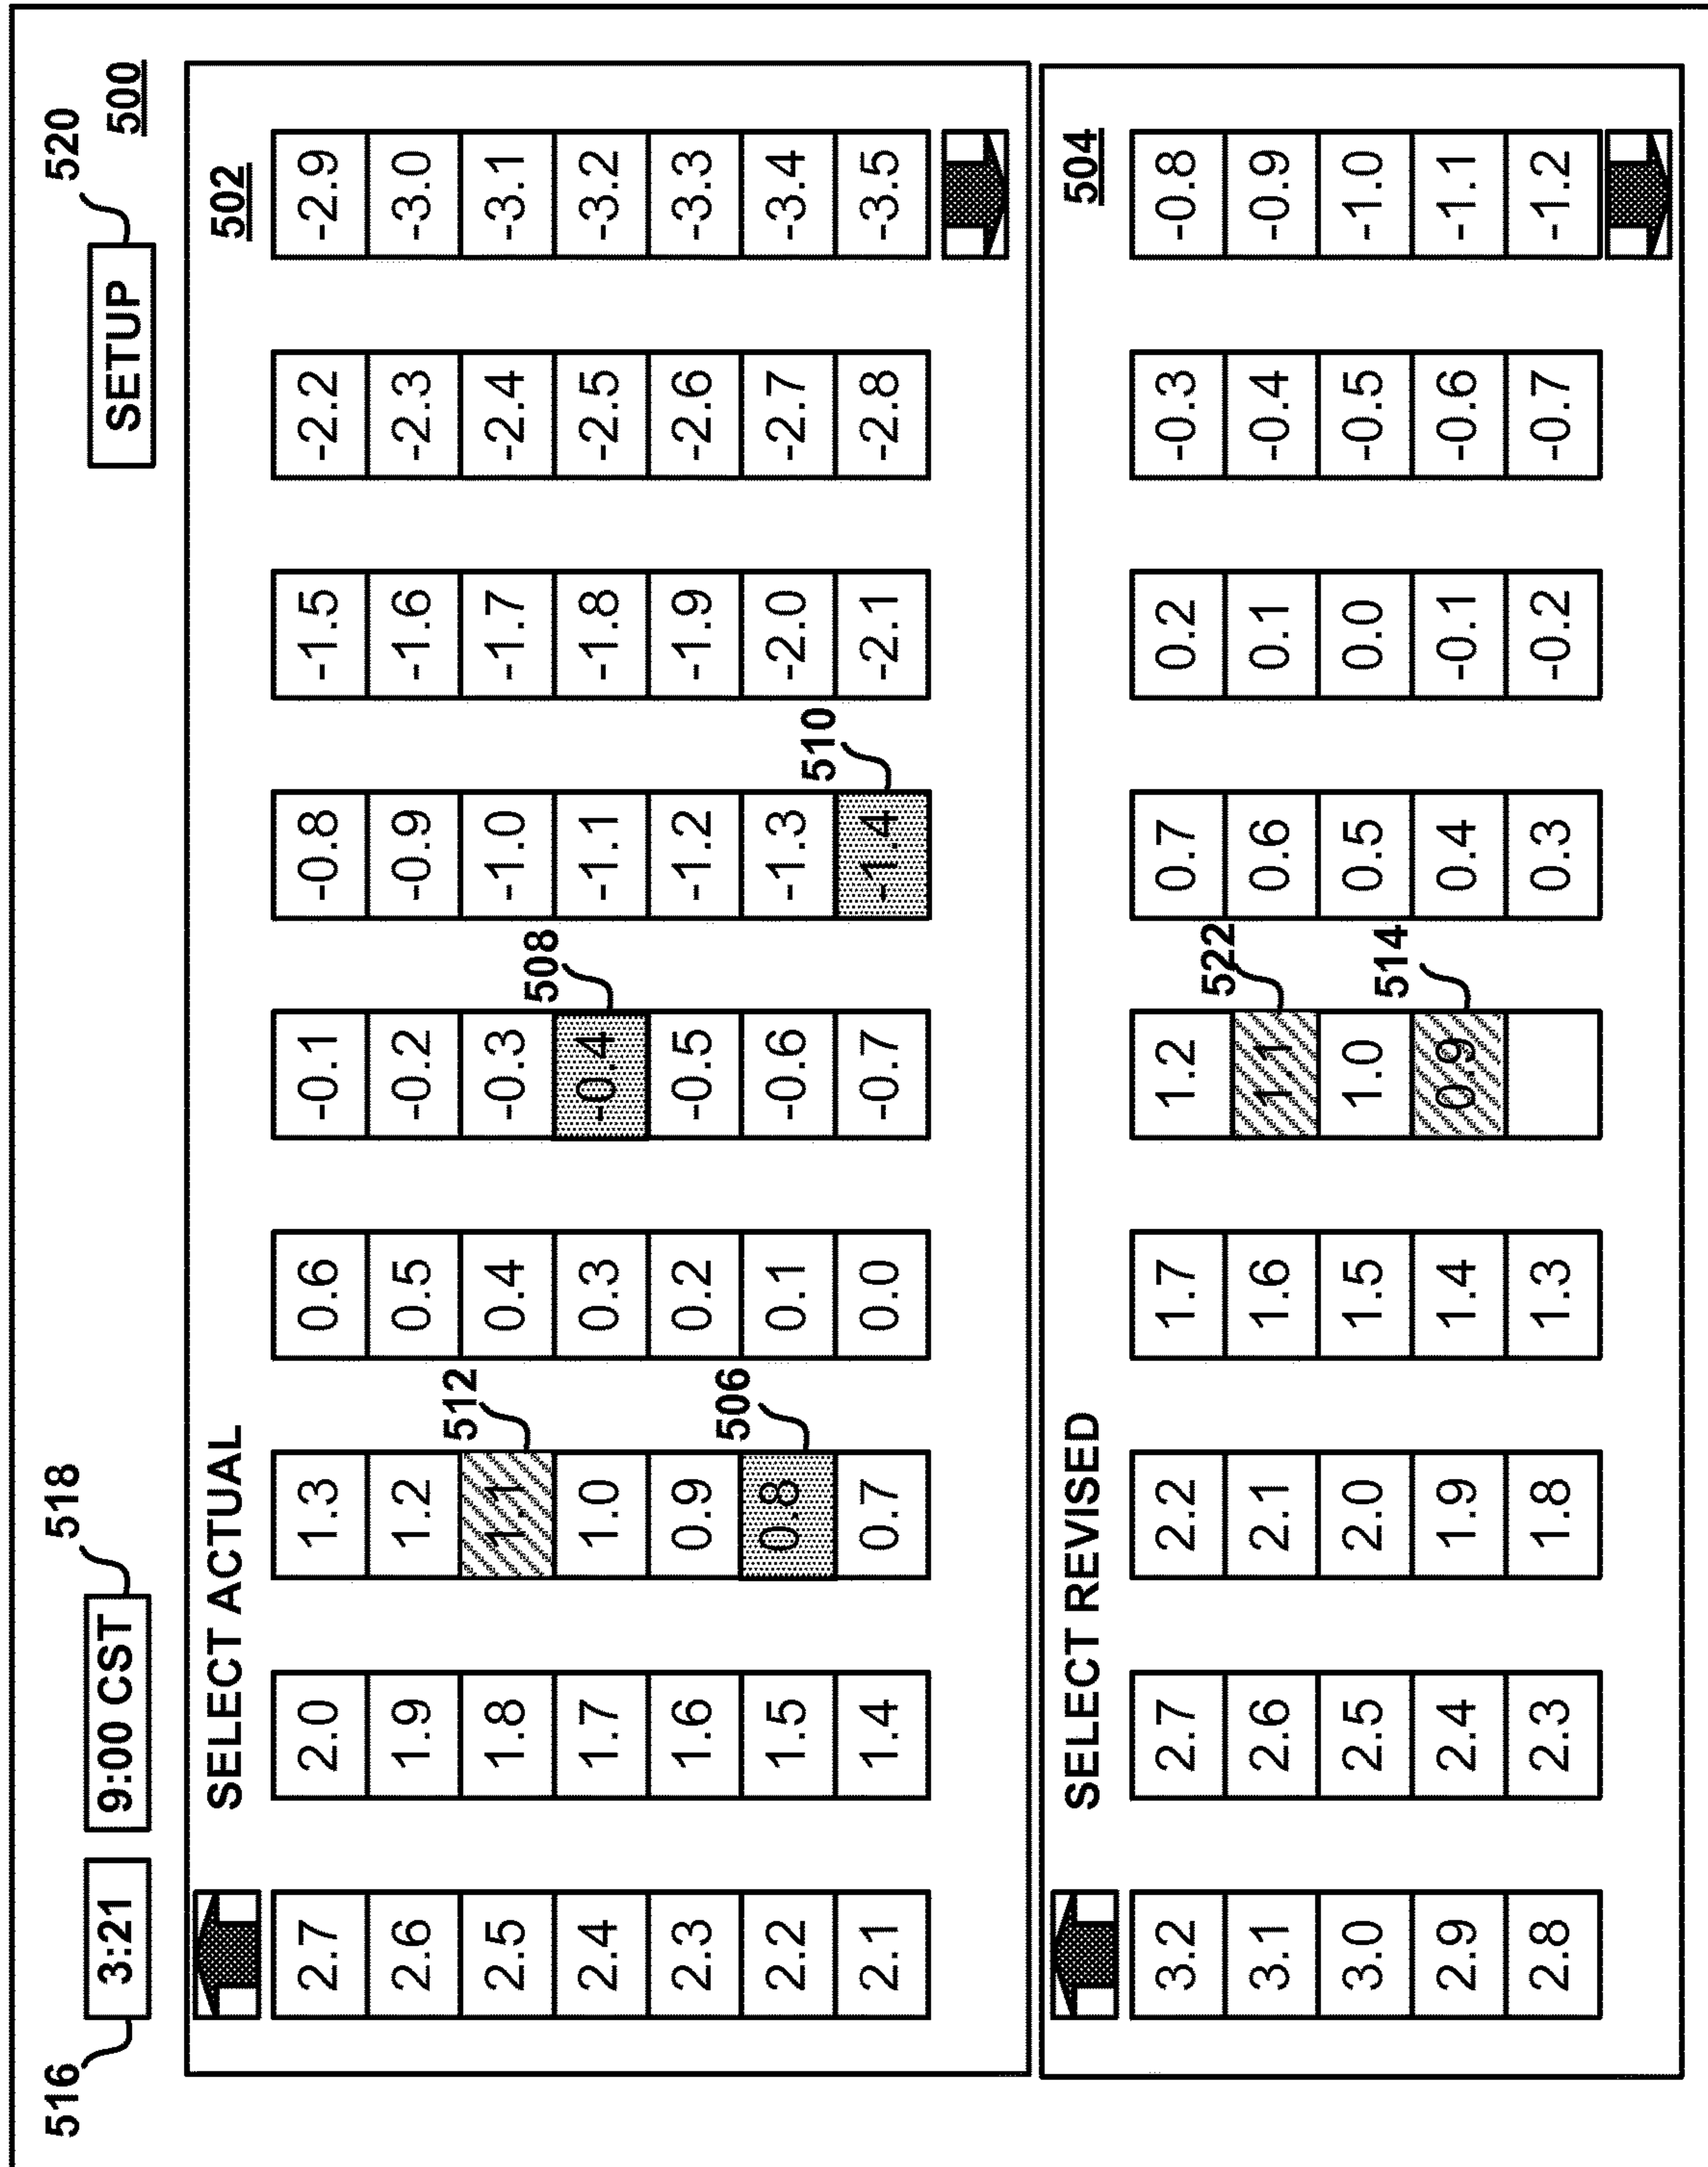 516 3:21 9:00 CST 518 SETUP 520 500
SELECT ACTUAL 502
2.7 2.0 1.3 0.6 -0.1 -0.8 -1.5 -2.2 -2.9
2.6 1.9 1.2 0.5 -0.2 -0.9 -1.6 -2.3 -3.0
2.5 1.8 1.1 512 0.4 -0.3 -1.0 -1.7 -2.4 -3.1
2.4 1.7 1.0 0.3 -0.4 508 -1.1 -1.8 -2.5 -3.2
2.3 1.6 0.9 0.2 -0.5 -1.2 -1.9 -2.6 -3.3
2.2 1.5 0.8 506 0.1 -0.6 -1.3 -2.0 -2.7 -3.4
2.1 1.4 0.7 0.0 -0.7 -1.4 510 -2.1 -2.8 -3.5
SELECT REVISED 504
3.2 2.7 2.2 1.7 1.2 0.7 0.2 -0.3 -0.8
3.1 2.6 2.1 1.6 1.1 522 0.6 0.1 -0.4 -0.9
3.0 2.5 2.0 1.5 1.0 0.5 0.0 -0.5 -1.0
2.9 2.4 1.9 1.4 0.9 514 0.4 -0.1 -0.6 -1.1
2.8 2.3 1.8 1.3 0.3 -0.2 -0.7 -1.2